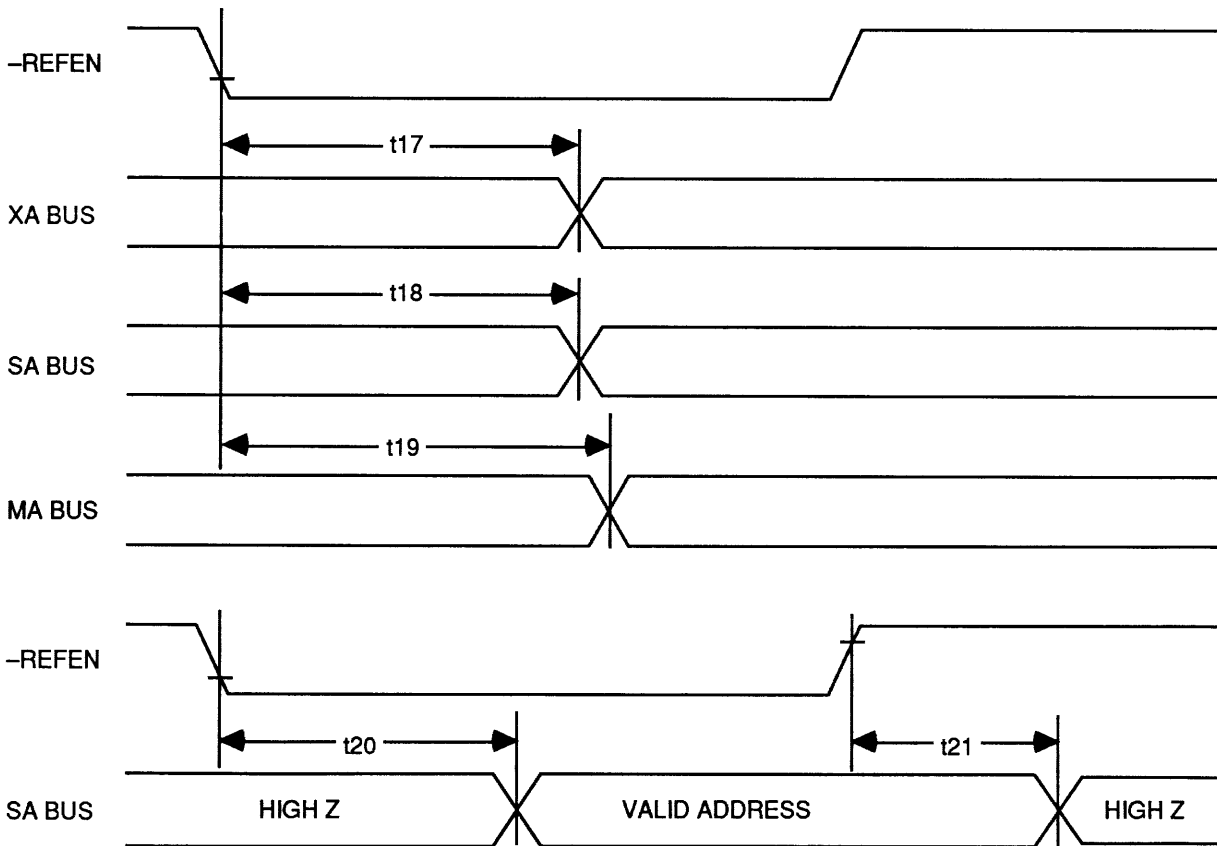 –REFEN
t17
XA BUS
t18
SA BUS
t19
MA BUS
–REFEN
t20
t21
SA BUS
HIGH Z
VALID ADDRESS
HIGH Z